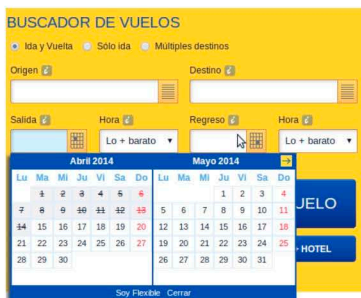 BUSCADOR DE VUELOS
Ida y Vuelta Sólo ida Múltiples destinos
Origen Destino
Salida Hora Regreso Hora
Lo + barato Lo + barato
Abril 2014 Mayo 2014
Lu Ma Mi Ju Vi Sa Do Lu Ma Mi Ju Vi Sa Do
1 2 3 4 5 6 1 2 3 4
7 8 9 10 11 12 13 5 6 7 8 9 10 11
14 15 16 17 18 19 20 12 13 14 15 16 17 18
21 22 23 24 25 26 27 19 20 21 22 23 24 25
28 29 30 26 27 28 29 30 31
UELO
HOTEL
Soy Flexible Cerrar